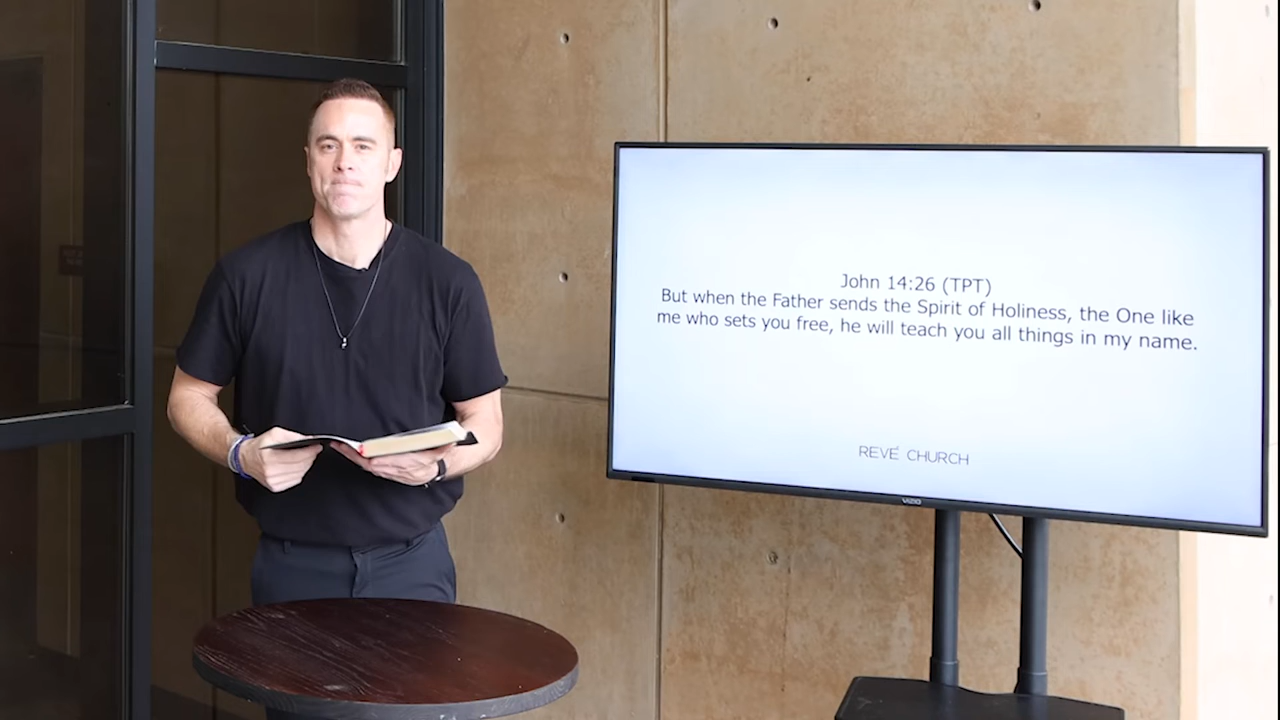 John 14:26 (TPT)
But when the Father sends the Spirit of Holiness, the One like
me who sets you free, he will teach you all things in my name.
REVÉ CHURCH
VIZIO